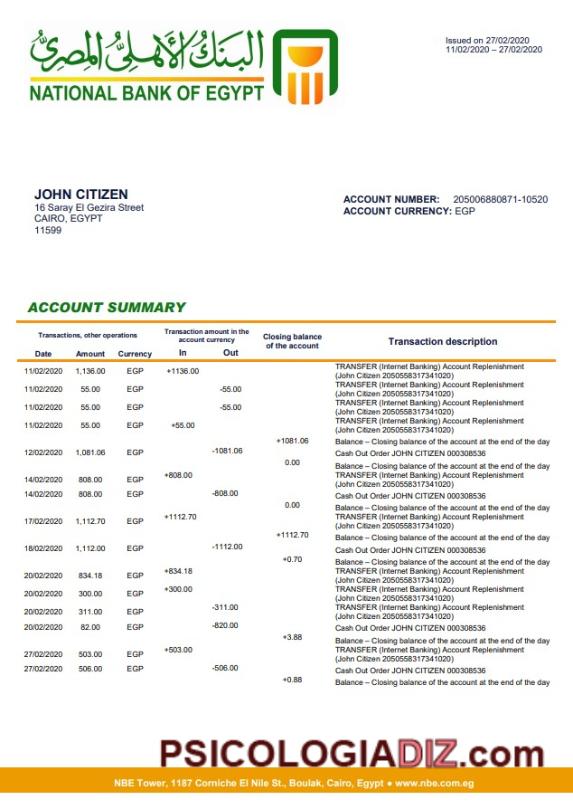 البنك الأهلي المصري
NATIONAL BANK OF EGYPT
Issued on 27/02/2020
11/02/2020 – 27/02/2020
JOHN CITIZEN
16 Saray El Gezira Street
CAIRO, EGYPT
11599
ACCOUNT NUMBER: 205006880871-10520
ACCOUNT CURRENCY: EGP
ACCOUNT SUMMARY
Transactions, other operations
Transaction amount in the account currency
Closing balance of the account
Transaction description
Date Amount Currency In Out
11/02/2020 1,136.00 EGP +1136.00 TRANSFER (Internet Banking) Account Replenishment
(John Citizen 2050558317341020)
11/02/2020 55.00 EGP -55.00 TRANSFER (Internet Banking) Account Replenishment
(John Citizen 2050558317341020)
11/02/2020 55.00 EGP -55.00 TRANSFER (Internet Banking) Account Replenishment
(John Citizen 2050558317341020)
11/02/2020 55.00 EGP +55.00 TRANSFER (Internet Banking) Account Replenishment
(John Citizen 2050558317341020)
+1081.06 Balance – Closing balance of the account at the end of the day
12/02/2020 1,081.06 EGP -1081.06 Cash Out Order JOHN CITIZEN 000308536
0.00 Balance – Closing balance of the account at the end of the day
14/02/2020 808.00 EGP +808.00 TRANSFER (Internet Banking) Account Replenishment
(John Citizen 2050558317341020)
14/02/2020 808.00 EGP -808.00 Cash Out Order JOHN CITIZEN 000308536
0.00 Balance – Closing balance of the account at the end of the day
17/02/2020 1,112.70 EGP +1112.70 TRANSFER (Internet Banking) Account Replenishment
(John Citizen 2050558317341020)
+1112.70 Balance – Closing balance of the account at the end of the day
18/02/2020 1,112.00 EGP -1112.00 Cash Out Order JOHN CITIZEN 000308536
+0.70 Balance – Closing balance of the account at the end of the day
20/02/2020 834.18 EGP +834.18 TRANSFER (Internet Banking) Account Replenishment
(John Citizen 2050558317341020)
20/02/2020 300.00 EGP +300.00 TRANSFER (Internet Banking) Account Replenishment
(John Citizen 2050558317341020)
20/02/2020 311.00 EGP -311.00 TRANSFER (Internet Banking) Account Replenishment
(John Citizen 2050558317341020)
20/02/2020 82.00 EGP -820.00 Cash Out Order JOHN CITIZEN 000308536
+3.88 Balance – Closing balance of the account at the end of the day
27/02/2020 503.00 EGP +503.00 TRANSFER (Internet Banking) Account Replenishment
(John Citizen 2050558317341020)
27/02/2020 506.00 EGP -506.00 Cash Out Order JOHN CITIZEN 000308536
+0.88 Balance – Closing balance of the account at the end of the day
PSICOLOGIADIZ.com
NBE Tower, 1187 Corniche El Nile St., Boulak, Cairo, Egypt ● www.nbe.com.eg